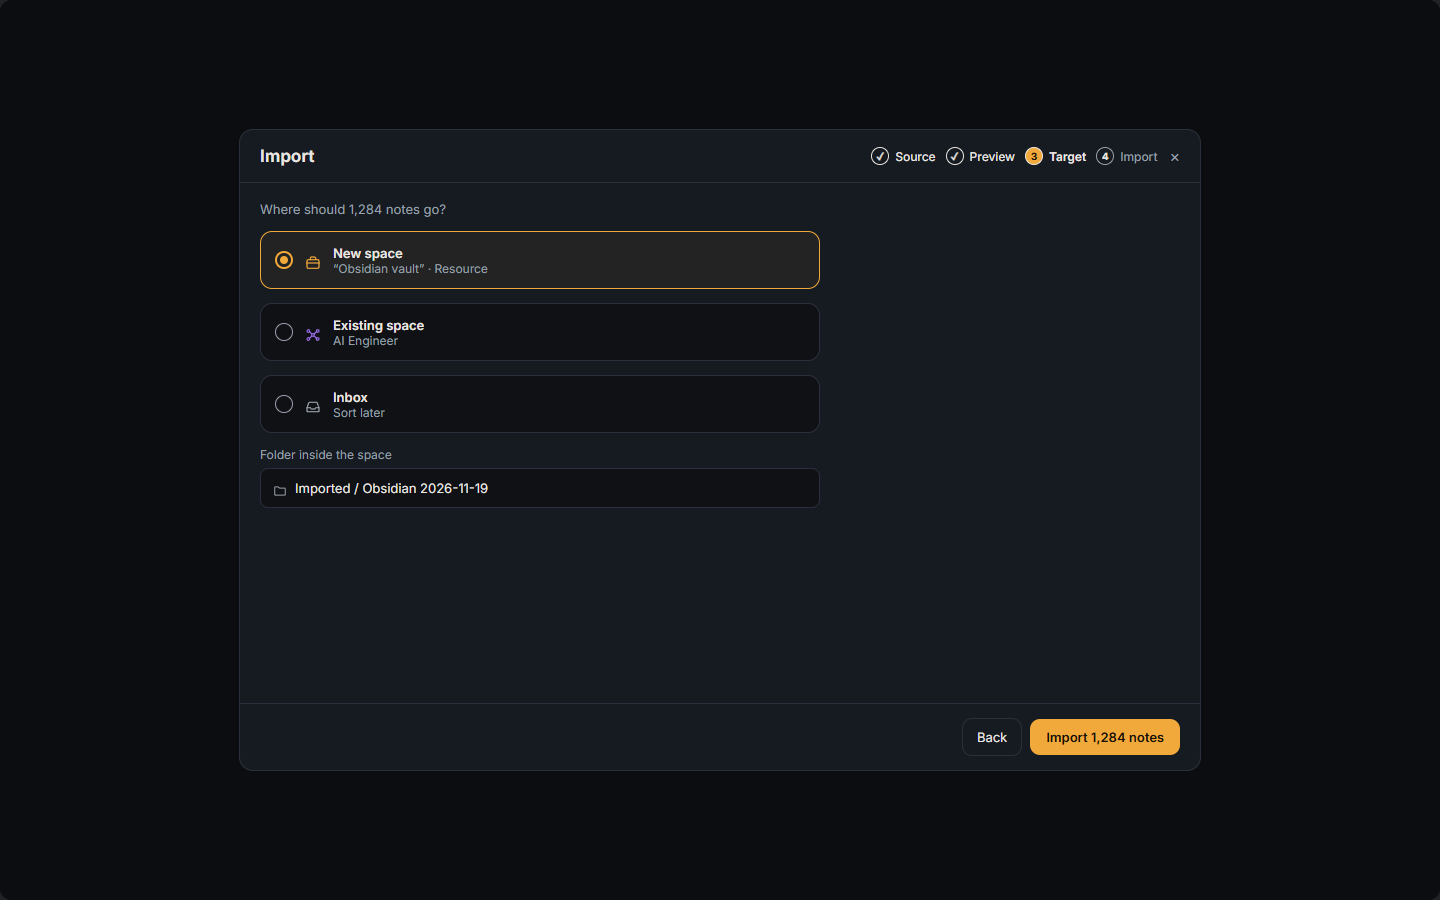 Import
Source
Preview
3 Target
4 Import
×
Where should 1,284 notes go?
New space
“Obsidian vault” · Resource
Existing space
AI Engineer
Inbox
Sort later
Folder inside the space
Imported / Obsidian 2026-11-19
Back
Import 1,284 notes